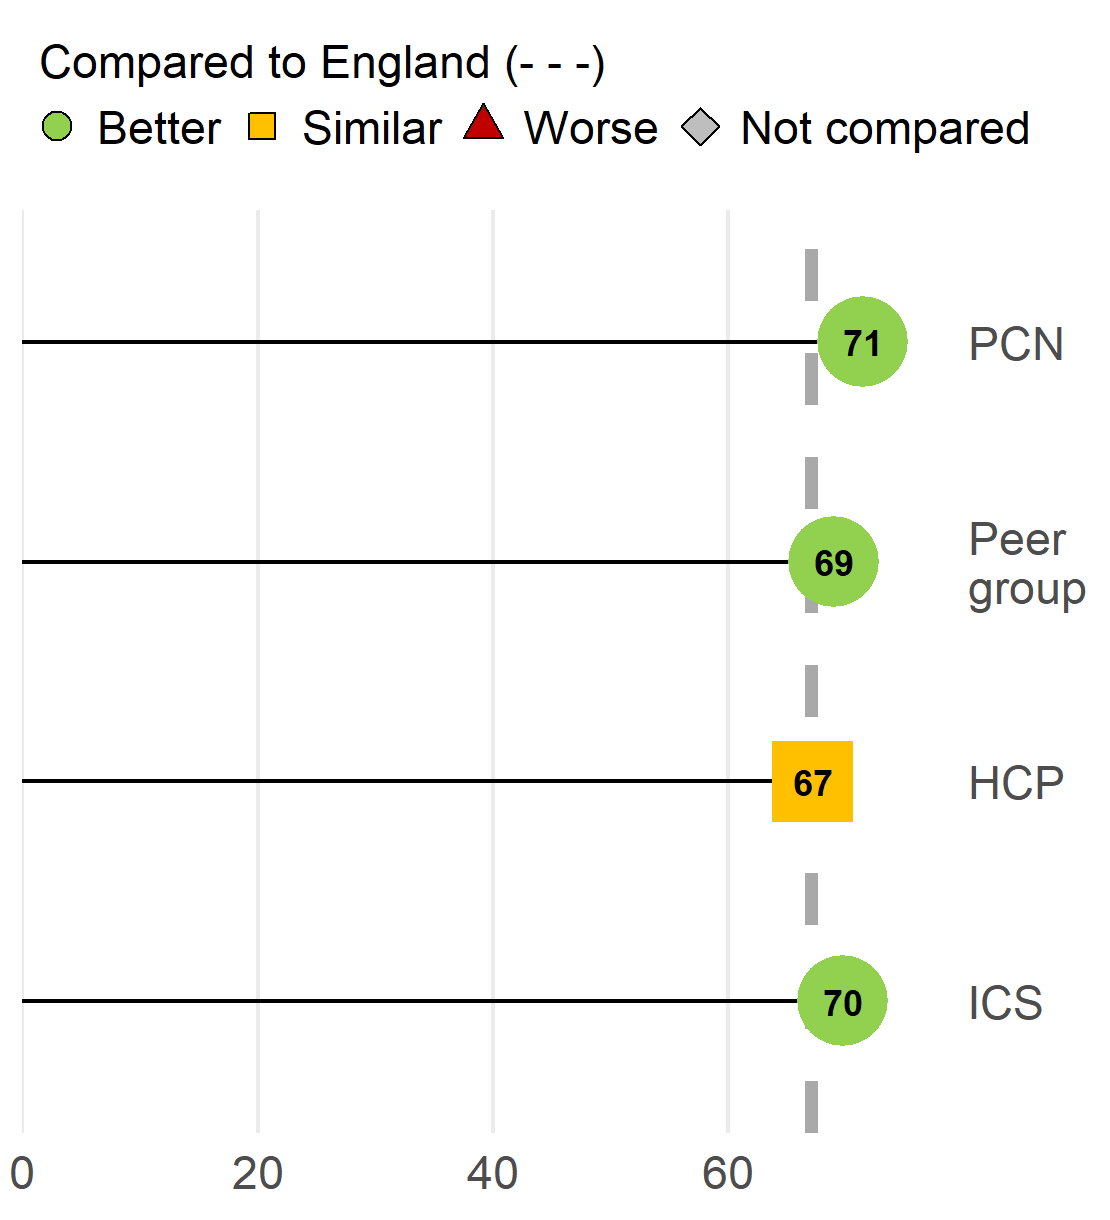 Compared to England (- - -)
Better Similar Worse Not compared
71 PCN
69 Peer
group
67 HCP
70 ICS
0 20 40 60